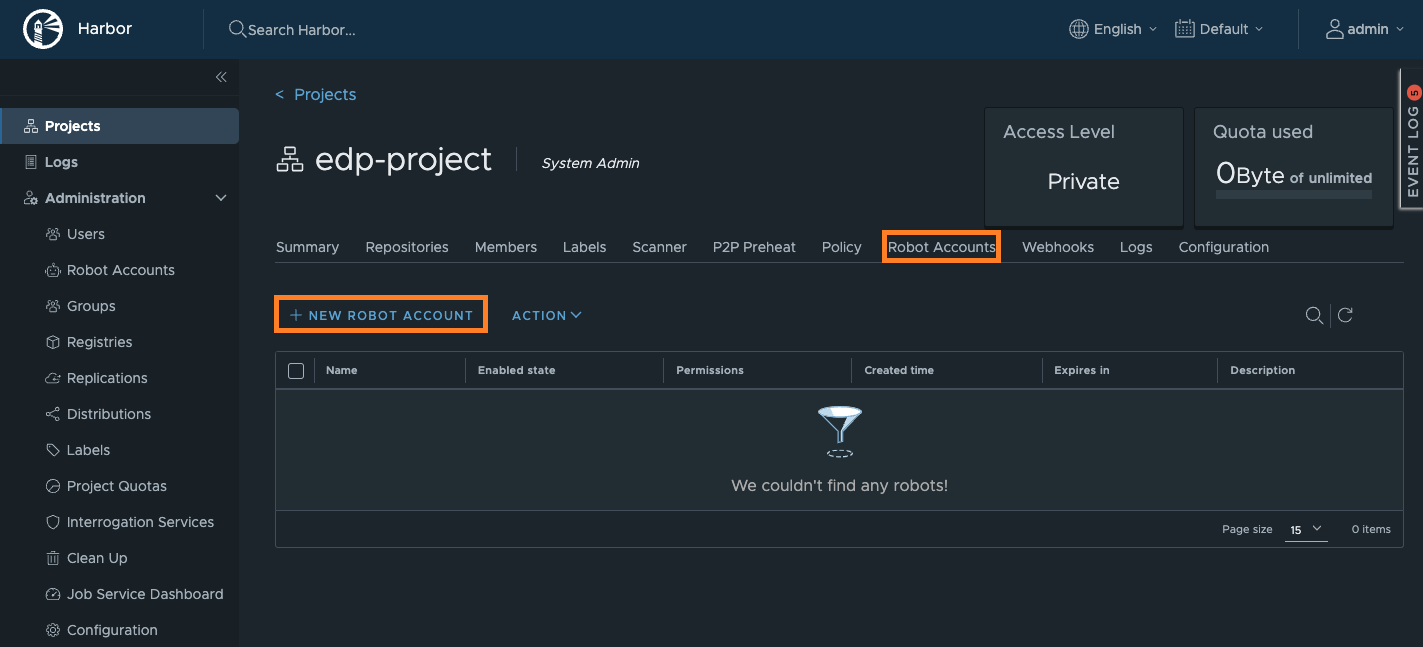 Harbor
Search Harbor...
English
Default
admin
Projects
Logs
Administration
Users
Robot Accounts
Groups
Registries
Replications
Distributions
Labels
Project Quotas
Interrogation Services
Clean Up
Job Service Dashboard
Configuration
< Projects
edp-project
System Admin
Access Level
Private
Quota used
0Byte of unlimited
EVENT LOG 5
Summary Repositories Members Labels Scanner P2P Preheat Policy Robot Accounts Webhooks Logs Configuration
+ NEW ROBOT ACCOUNT ACTION
Name Enabled state Permissions Created time Expires in Description
We couldn't find any robots!
Page size 15 0 items